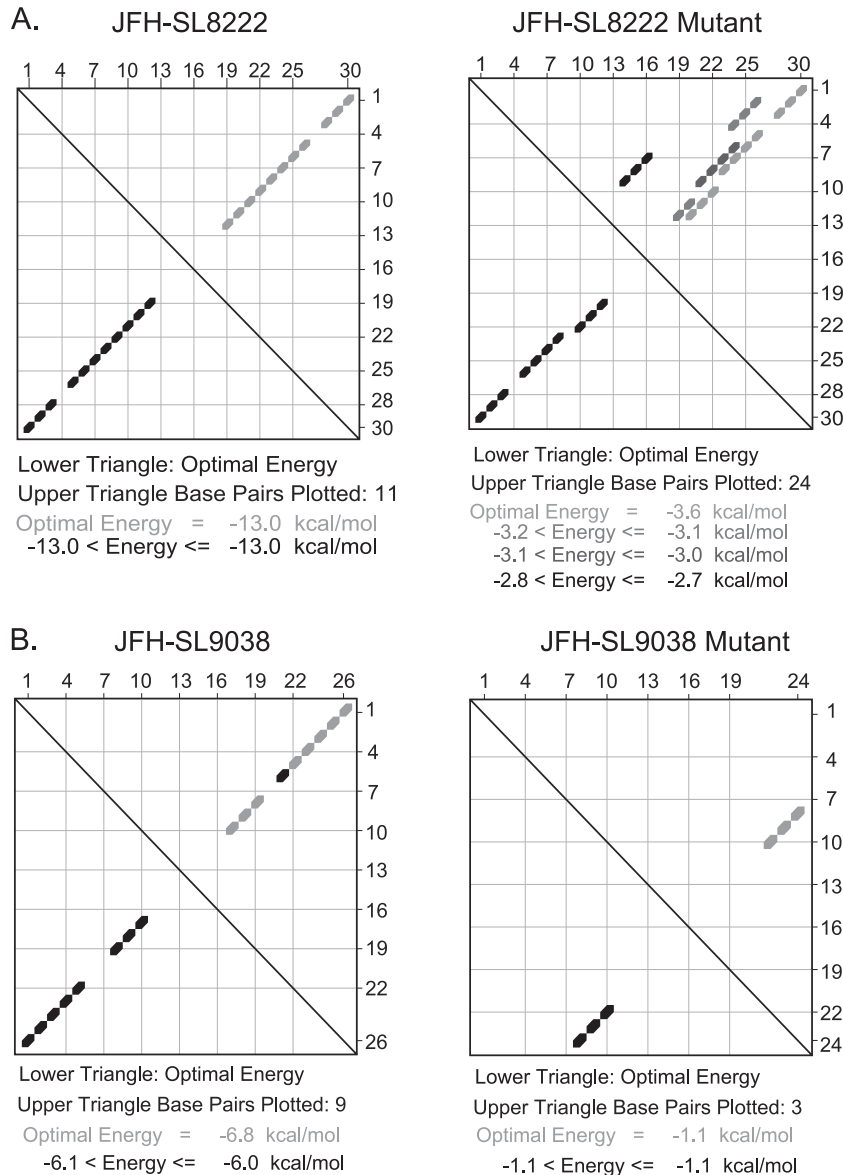 A.
JFH-SL8222
JFH-SL8222 Mutant
1 4 7 10 13 16 19 22 25 30
1
4
7
10
13
16
19
22
25
28
30
1 4 7 10 13 16 19 22 25 30
1
4
7
10
13
16
19
22
25
28
30
Lower Triangle: Optimal Energy
Upper Triangle Base Pairs Plotted: 11
Optimal Energy = -13.0 kcal/mol
-13.0 < Energy <= -13.0 kcal/mol
Lower Triangle: Optimal Energy
Upper Triangle Base Pairs Plotted: 24
Optimal Energy = -3.6 kcal/mol
-3.2 < Energy <= -3.1 kcal/mol
-3.1 < Energy <= -3.0 kcal/mol
-2.8 < Energy <= -2.7 kcal/mol
B.
JFH-SL9038
JFH-SL9038 Mutant
1 4 7 10 13 16 19 22 26
1
4
7
10
13
16
19
22
26
1 4 7 10 13 16 19 24
1
4
7
10
13
16
19
22
24
Lower Triangle: Optimal Energy
Upper Triangle Base Pairs Plotted: 9
Optimal Energy = -6.8 kcal/mol
-6.1 < Energy <= -6.0 kcal/mol
Lower Triangle: Optimal Energy
Upper Triangle Base Pairs Plotted: 3
Optimal Energy = -1.1 kcal/mol
-1.1 < Energy <= -1.1 kcal/mol